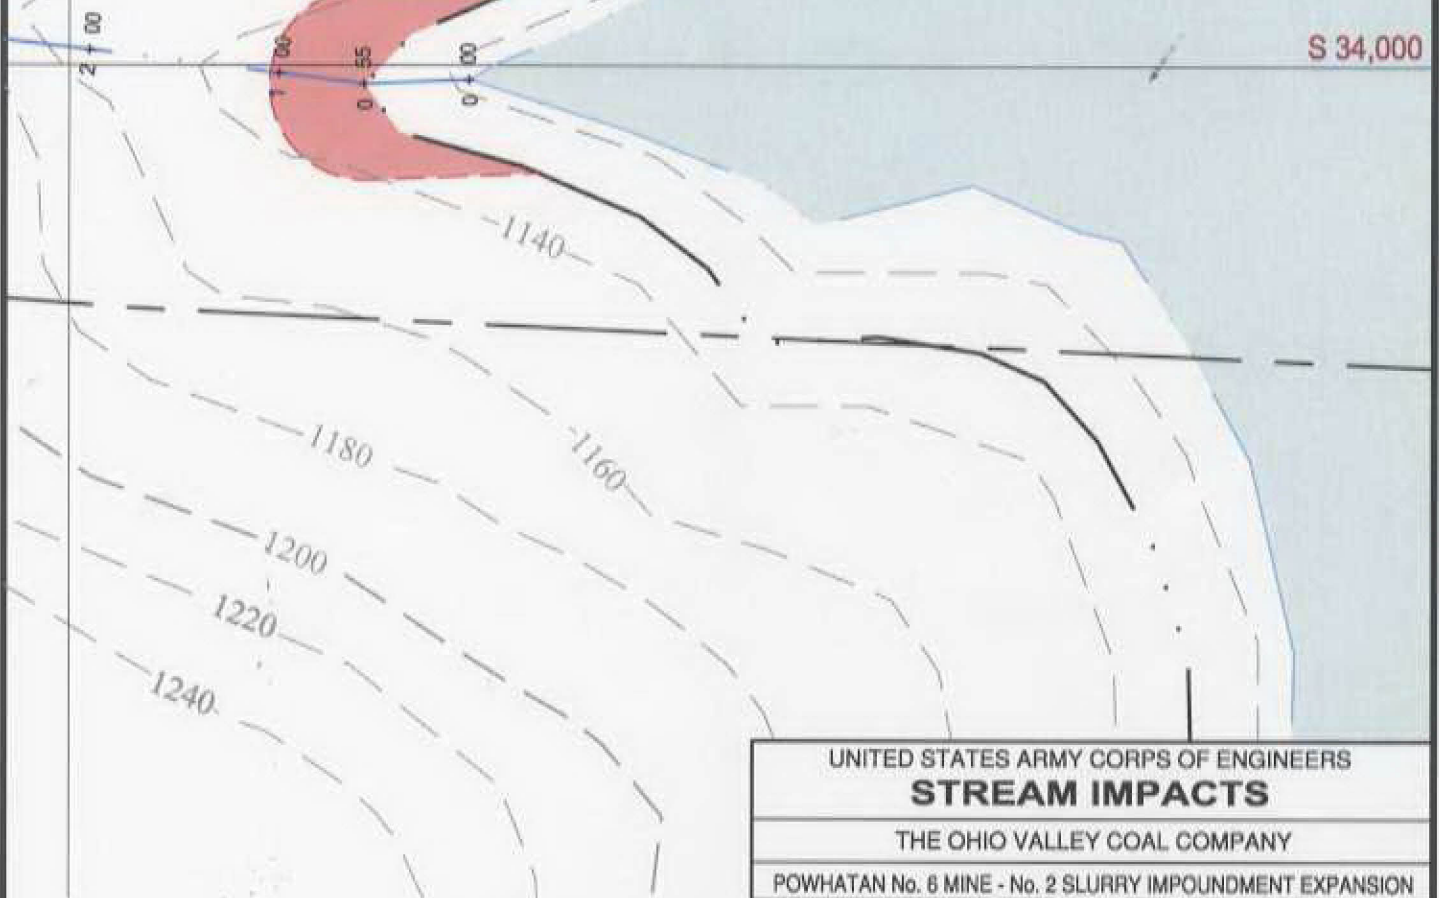 2 + 00
1 + 00
0 + 55
0 + 00
S 34,000
1140
1180
1160
1200
1220
1240
UNITED STATES ARMY CORPS OF ENGINEERS
STREAM IMPACTS
THE OHIO VALLEY COAL COMPANY
POWHATAN No. 6 MINE - No. 2 SLURRY IMPOUNDMENT EXPANSION